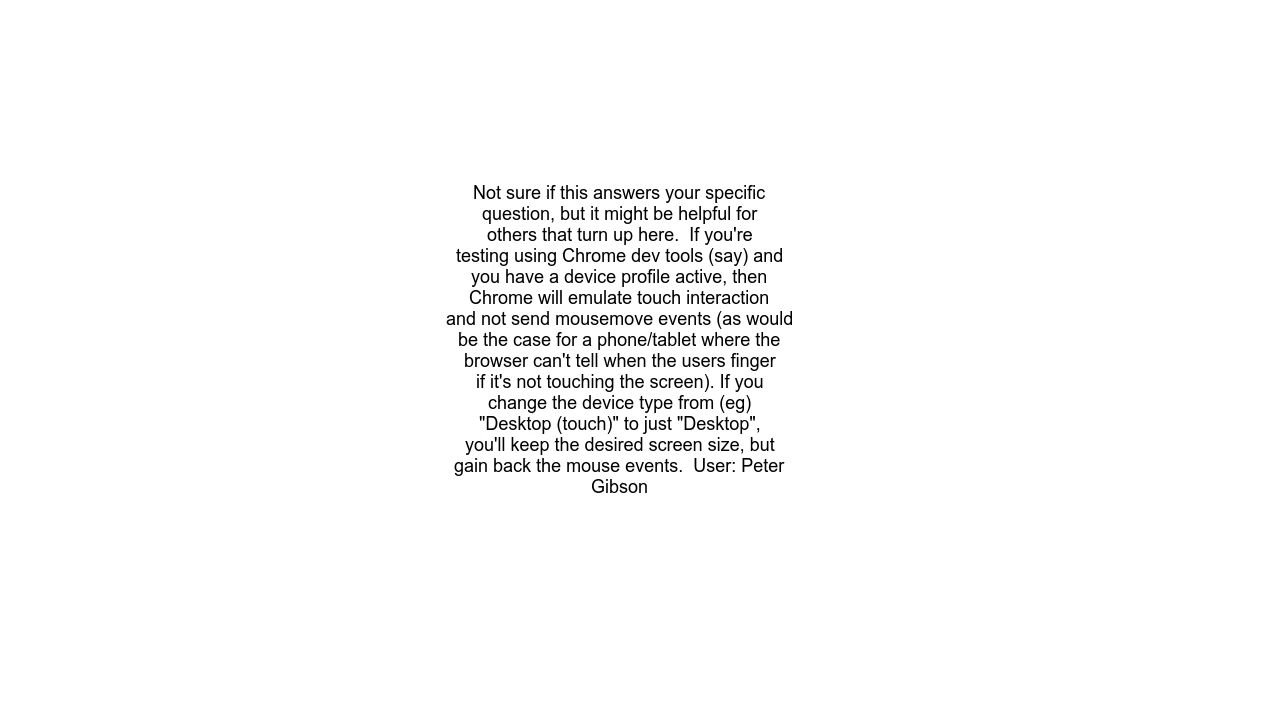 Not sure if this answers your specific
question, but it might be helpful for
others that turn up here.  If you're
testing using Chrome dev tools (say) and
you have a device profile active, then
Chrome will emulate touch interaction
and not send mousemove events (as would
be the case for a phone/tablet where the
browser can't tell when the users finger
if it's not touching the screen). If you
change the device type from (eg)
"Desktop (touch)" to just "Desktop",
you'll keep the desired screen size, but
gain back the mouse events.  User: Peter
Gibson